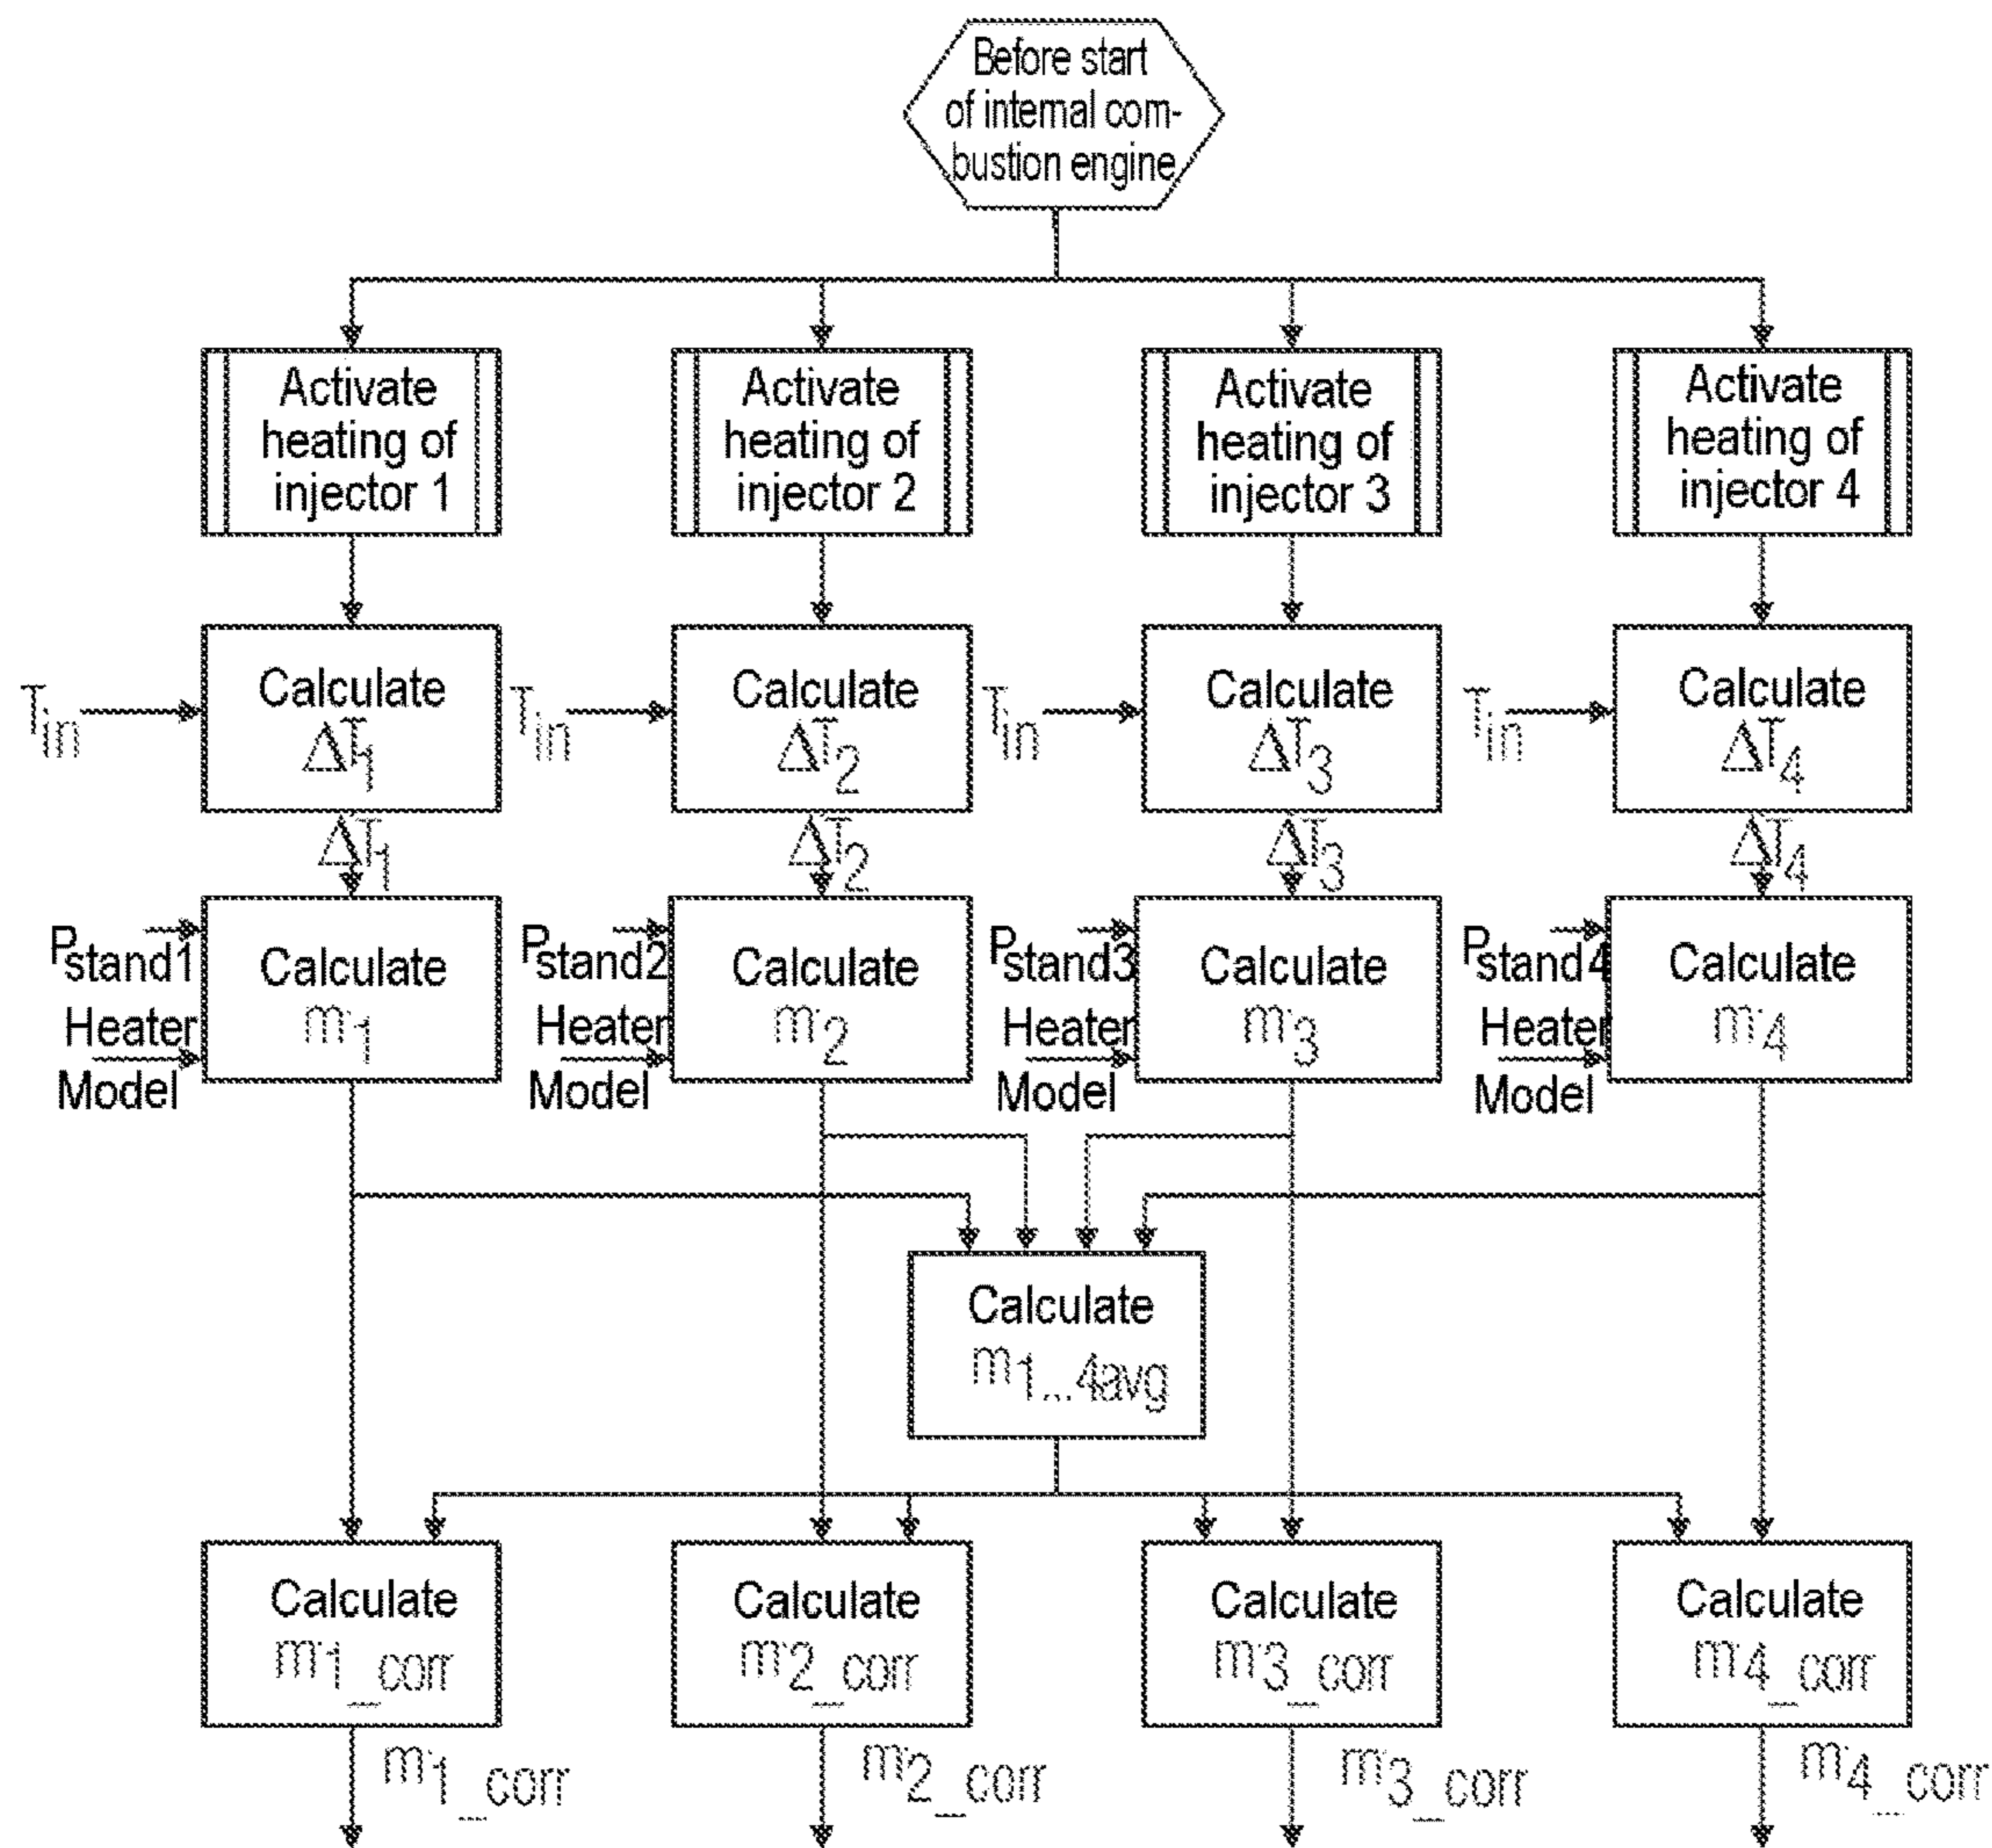 Before start
of internal com-
bustion engine
Activate
heating of
injector 1
Activate
heating of
injector 2
Activate
heating of
injector 3
Activate
heating of
injector 4
Tin
Calculate
ΔT1
Tin
Calculate
ΔT2
Tin
Calculate
ΔT3
Tin
Calculate
ΔT4
ΔT1
ΔT2
ΔT3
ΔT4
Pstand1
Heater
Model
Calculate
m1
Pstand2
Heater
Model
Calculate
m2
Pstand3
Heater
Model
Calculate
m3
Pstand4
Heater
Model
Calculate
m4
Calculate
m1...4avg
Calculate
m1_corr
Calculate
m2_corr
Calculate
m3_corr
Calculate
m4_corr
m1_corr
m2_corr
m3_corr
m4_corr